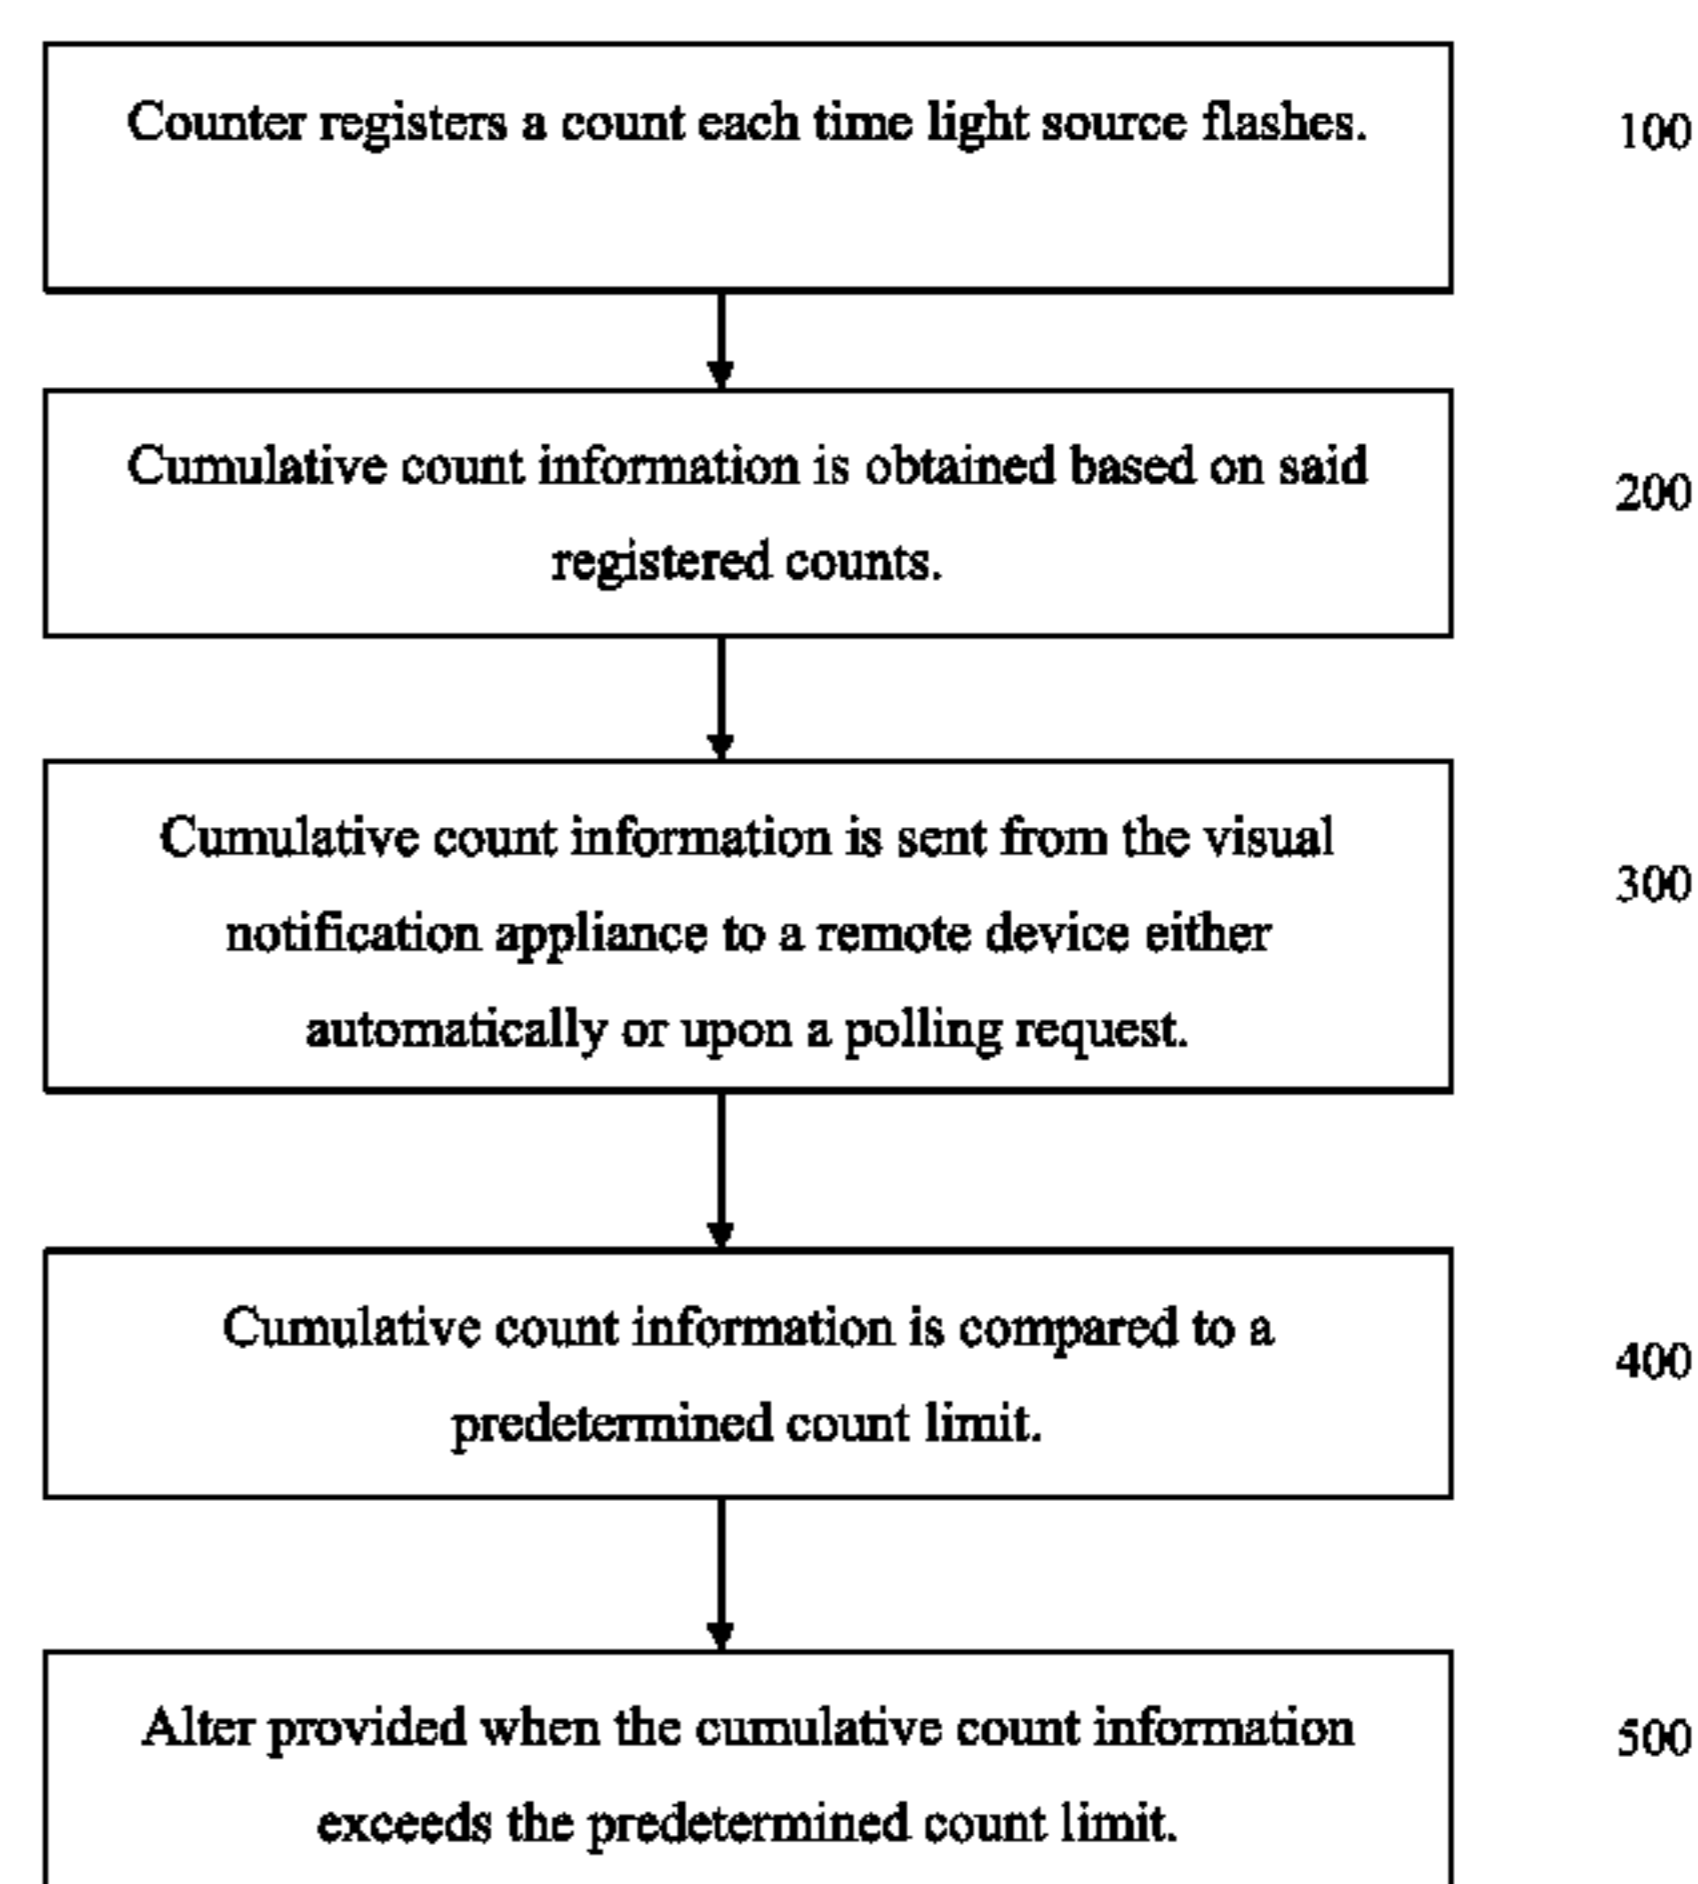 Counter registers a count each time light source flashes.
100
Cumulative count information is obtained based on said
registered counts.
200
Cumulative count information is sent from the visual
notification appliance to a remote device either
automatically or upon a polling request.
300
Cumulative count information is compared to a
predetermined count limit.
400
Alter provided when the cumulative count information
exceeds the predetermined count limit.
500